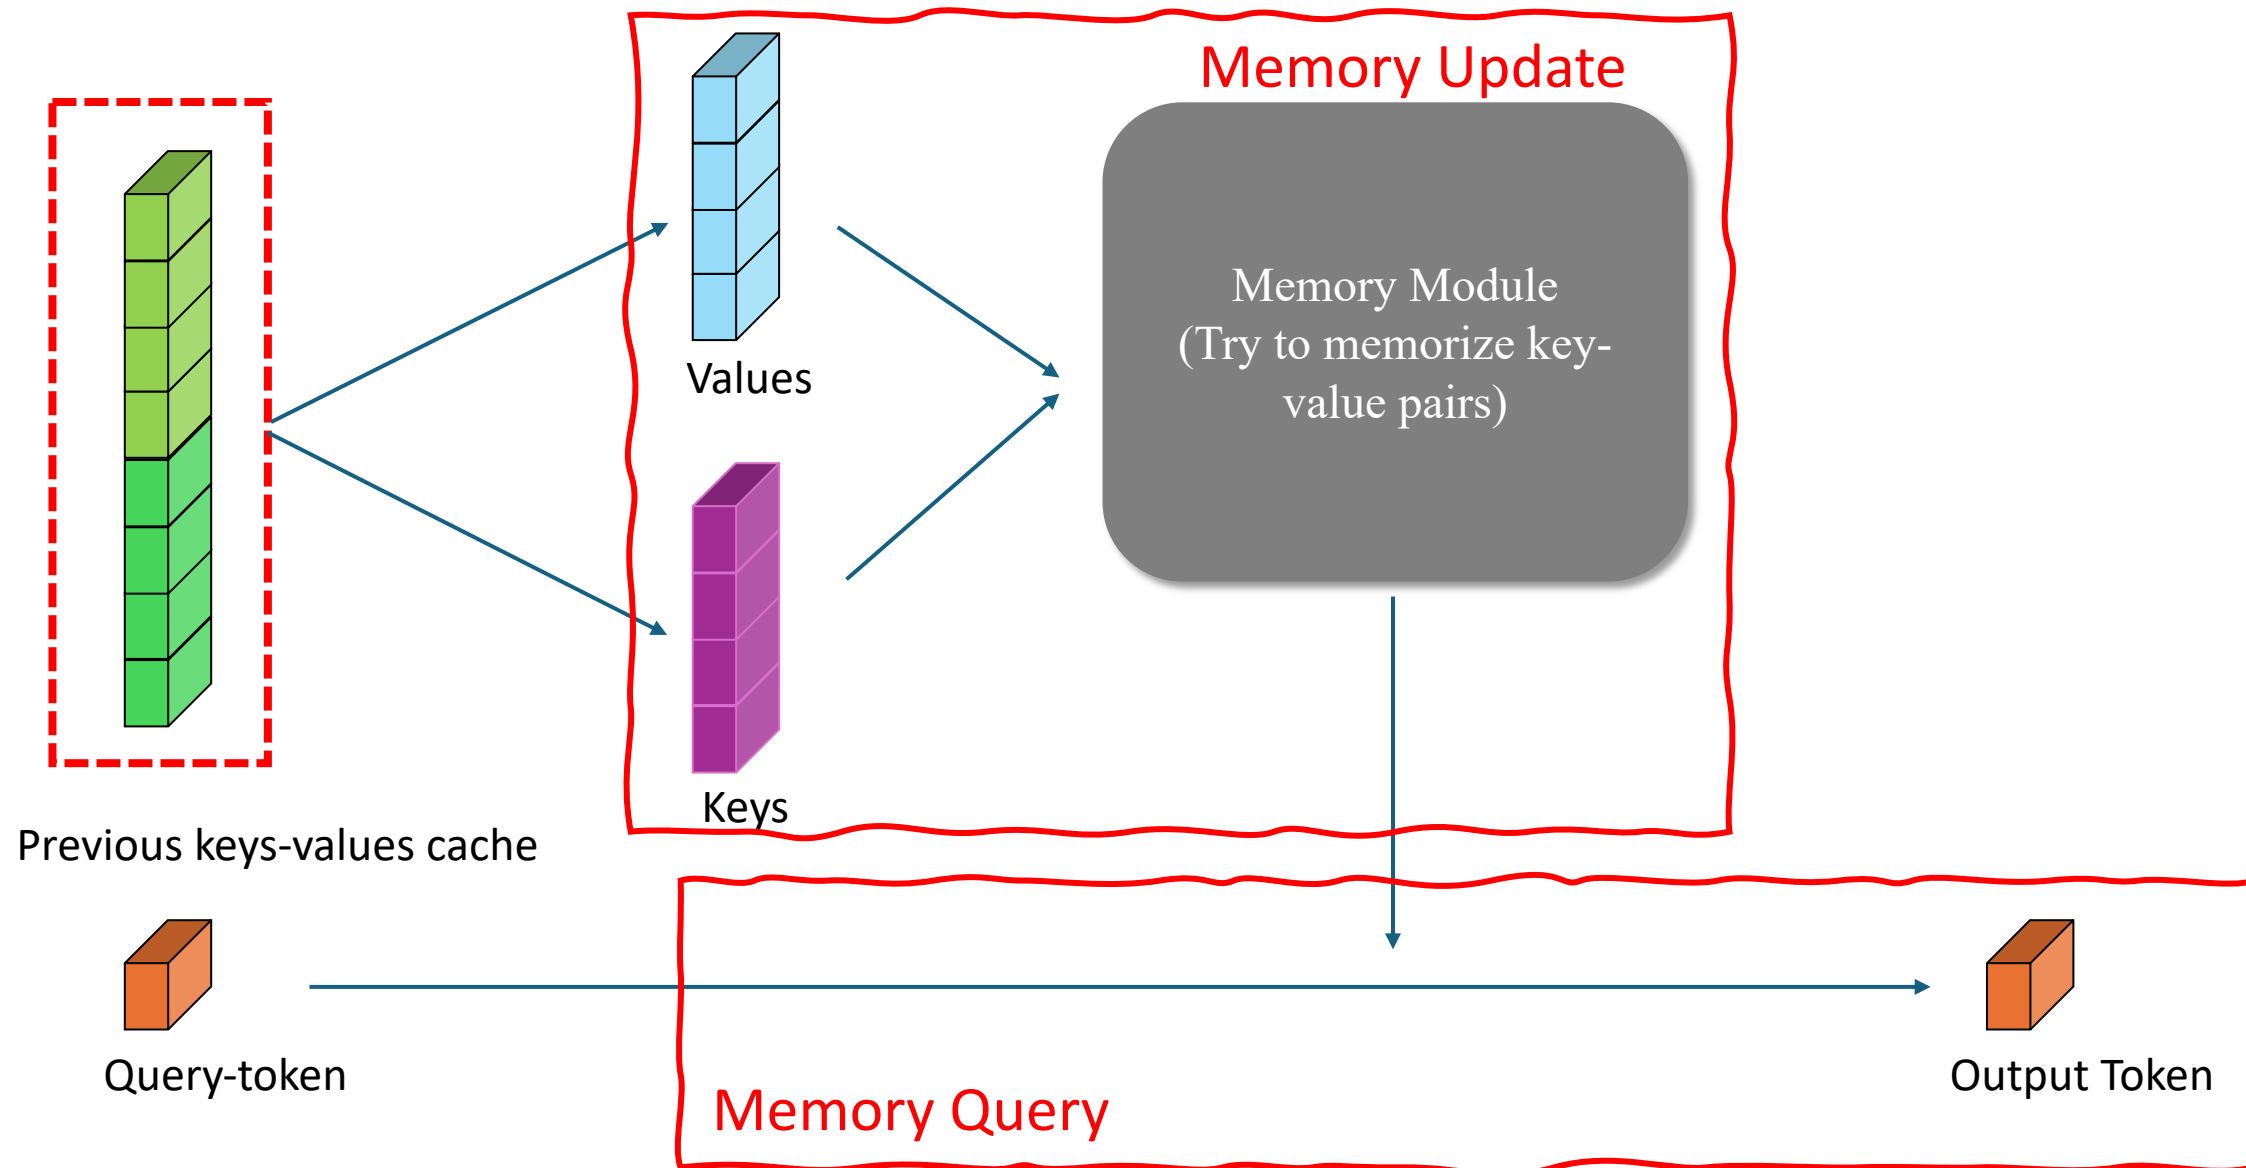 Memory Update
Memory Module
(Try to memorize key-
value pairs)
Values
Keys
Previous keys-values cache
Query-token
Output Token
Memory Query